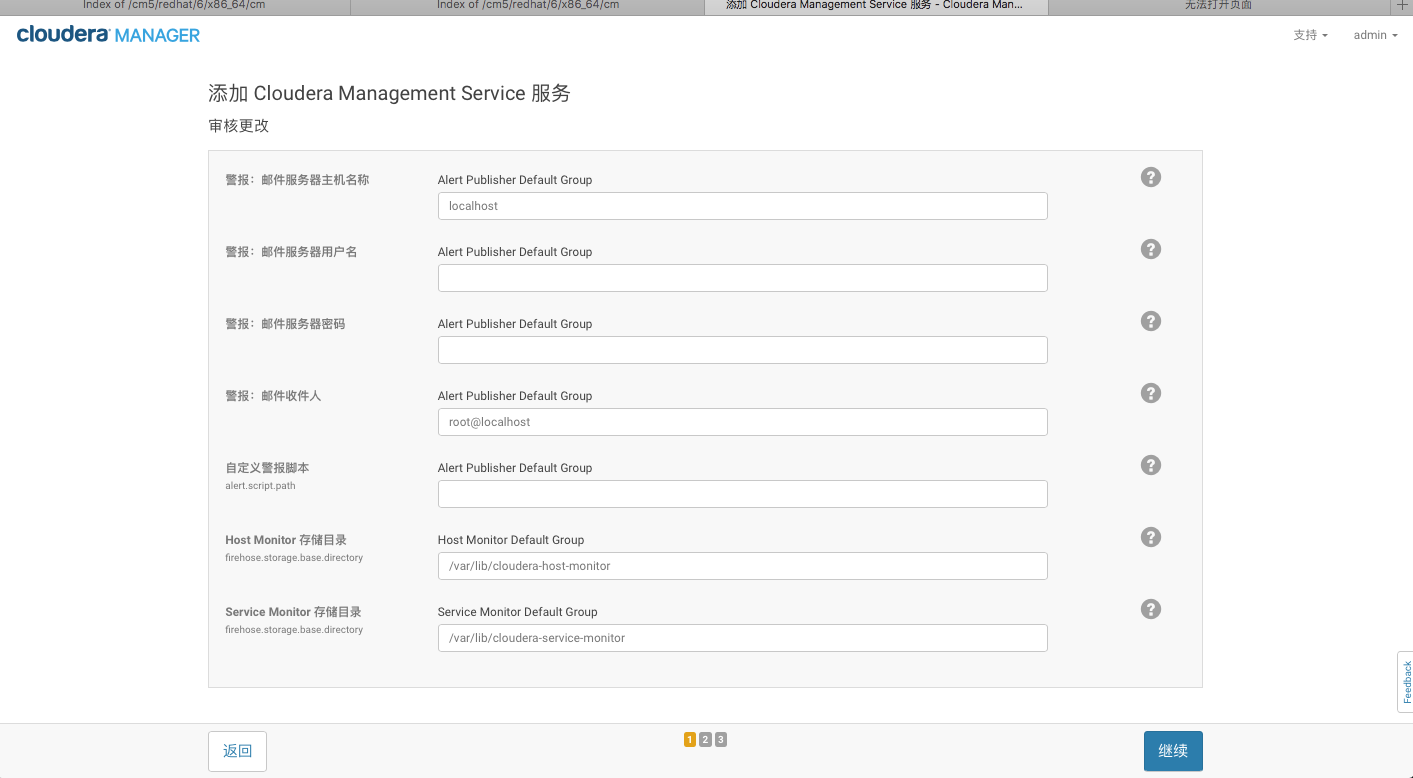 Index of /cm5/redhat/6/x86_64/cm
Index of /cm5/redhat/6/x86_64/cm
添加 Cloudera Management Service 服务 - Cloudera Man...
无法打开页面
cloudera MANAGER
支持
admin
添加 Cloudera Management Service 服务
审核更改
警报：邮件服务器主机名称
Alert Publisher Default Group
localhost
警报：邮件服务器用户名
Alert Publisher Default Group
警报：邮件服务器密码
Alert Publisher Default Group
警报：邮件收件人
Alert Publisher Default Group
root@localhost
自定义警报脚本
alert.script.path
Alert Publisher Default Group
Host Monitor 存储目录
firehose.storage.base.directory
Host Monitor Default Group
/var/lib/cloudera-host-monitor
Service Monitor 存储目录
firehose.storage.base.directory
Service Monitor Default Group
/var/lib/cloudera-service-monitor
Feedback
返回
1 2 3
继续